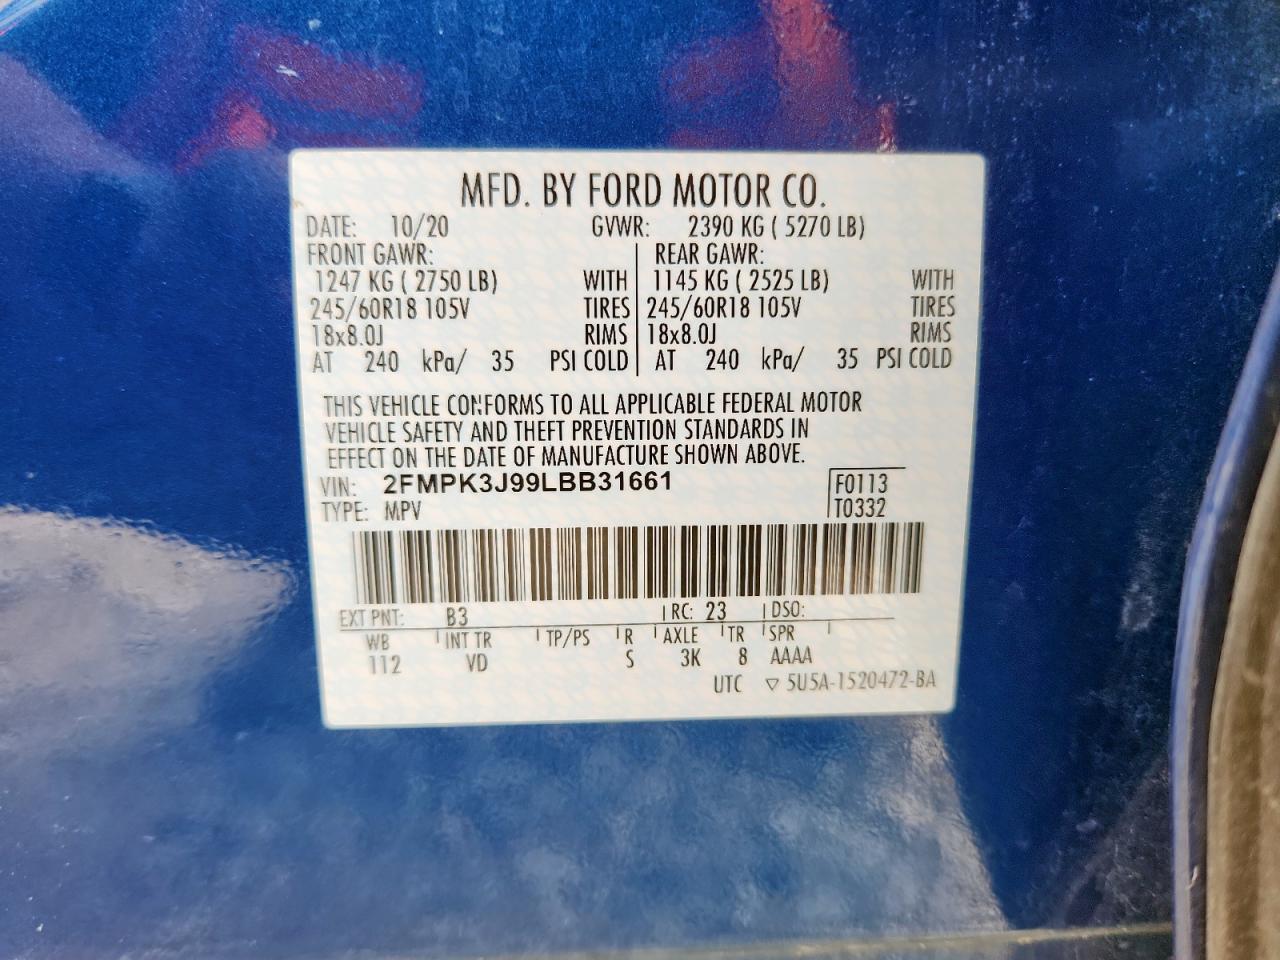 MFD. BY FORD MOTOR CO.
DATE: 10/20 GVWR: 2390 KG ( 5270 LB)
FRONT GAWR: REAR GAWR:
1247 KG ( 2750 LB) WITH 1145 KG ( 2525 LB) WITH
245/60R18 105V TIRES 245/60R18 105V TIRES
18x8.0J RIMS 18x8.0J RIMS
AT 240 kPa/ 35 PSI COLD AT 240 kPa/ 35 PSI COLD
THIS VEHICLE CONFORMS TO ALL APPLICABLE FEDERAL MOTOR
VEHICLE SAFETY AND THEFT PREVENTION STANDARDS IN
EFFECT ON THE DATE OF MANUFACTURE SHOWN ABOVE.
VIN: 2FMPK3J99LBB31661 F0113
TYPE: MPV T0332
EXT PNT: B3 RC: 23 DSO:
WB INT TR TP/PS R AXLE TR SPR
112 VD S 3K 8 AAAA
UTC ▽ 5U5A-1520472-BA